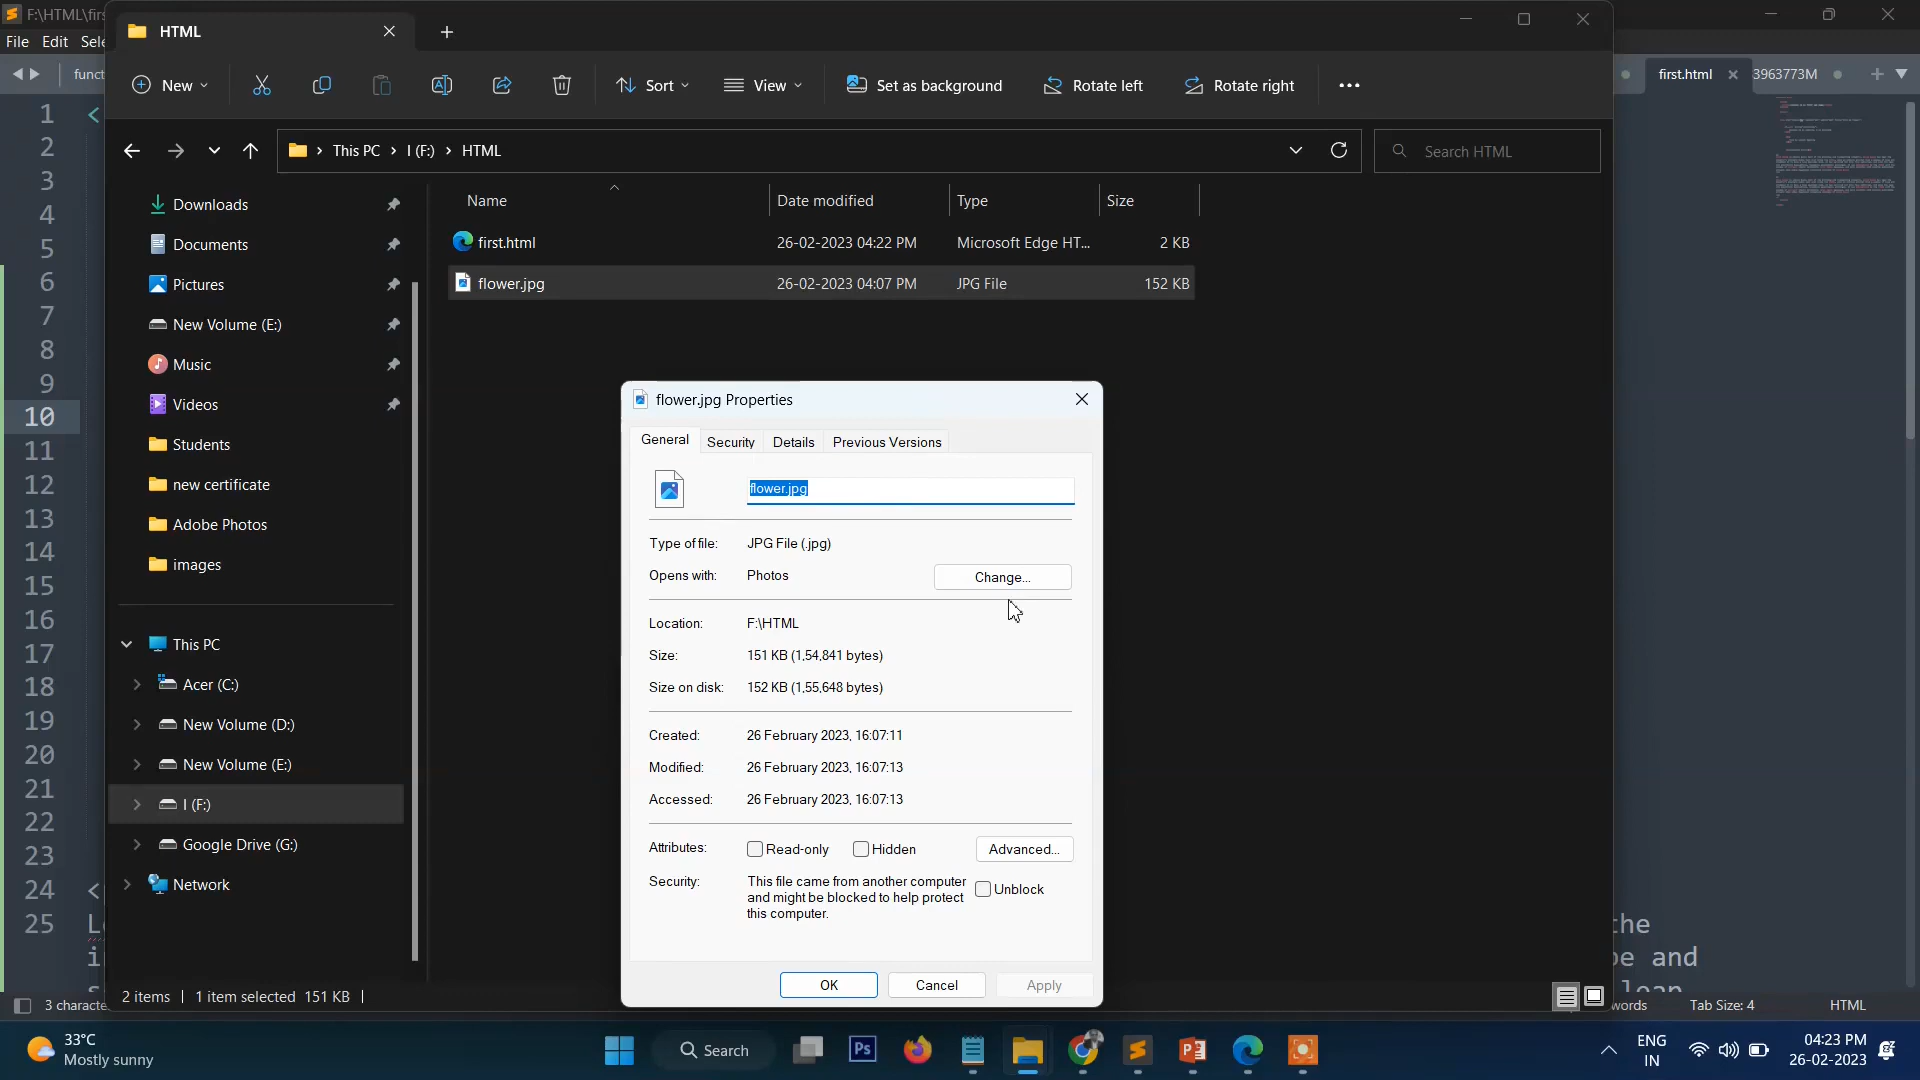 F:\HTML\firs
File Edit Sele
funct
first.html
3963773M
1
<
2
3
4
5
6
7
8
9
10
11
12
13
14
15
16
17
18
19
20
21
22
23
24
<
25
L
the
i
pe and
s
leap
3 characte
words
Tab Size: 4
HTML
HTML
New
Sort
View
Set as background
Rotate left
Rotate right
This PC > I (F:) > HTML
Search HTML
Downloads
Documents
Pictures
New Volume (E:)
Music
Videos
Students
new certificate
Adobe Photos
images
This PC
Acer (C:)
New Volume (D:)
New Volume (E:)
I (F:)
Google Drive (G:)
Network
Name Date modified Type Size
first.html 26-02-2023 04:22 PM Microsoft Edge HT... 2 KB
flower.jpg 26-02-2023 04:07 PM JPG File 152 KB
2 items 1 item selected 151 KB
flower.jpg Properties
General Security Details Previous Versions
flower.jpg
Type of file: JPG File (.jpg)
Opens with: Photos Change...
Location: F:\HTML
Size: 151 KB (1,54,841 bytes)
Size on disk: 152 KB (1,55,648 bytes)
Created: 26 February 2023, 16:07:11
Modified: 26 February 2023, 16:07:13
Accessed: 26 February 2023, 16:07:13
Attributes: Read-only Hidden Advanced...
Security: This file came from another computer
and might be blocked to help protect
this computer.
Unblock
OK Cancel Apply
33°C
Mostly sunny
Search
Ps
ENG
IN
04:23 PM
26-02-2023